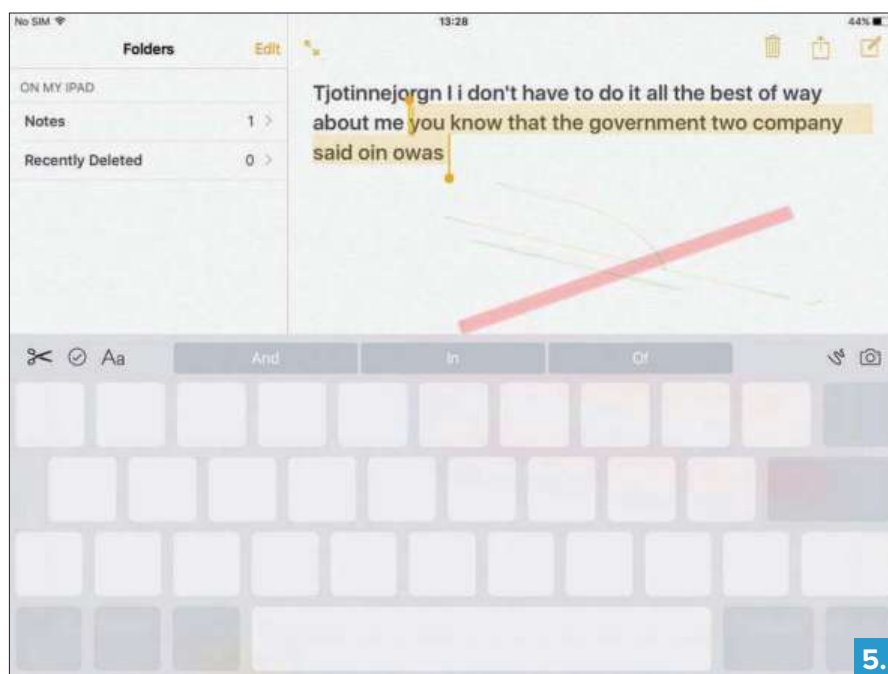 No SIM
13:28
44%
Folders
Edit
ON MY IPAD
Notes 1
Recently Deleted 0
Tjotinnejorgn I i don't have to do it all the best of way
about me you know that the government two company
said oin owas
Aa
And
In
Of
5.